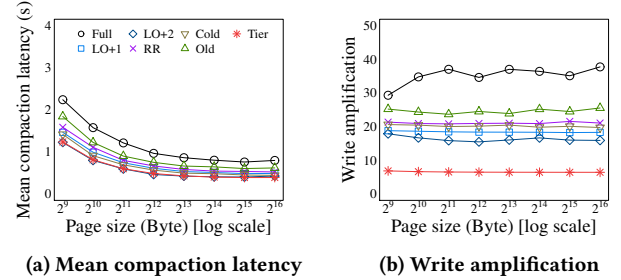 Mean compaction latency (s)
4
3
2
1
0
Full
LO+2
Cold
Tier
LO+1
RR
Old
2^9 2^10 2^11 2^12 2^13 2^14 2^15 2^16
Page size (Byte) [log scale]
(a) Mean compaction latency
Write amplification
50
40
30
20
10
0
2^9 2^10 2^11 2^12 2^13 2^14 2^15 2^16
Page size (Byte) [log scale]
(b) Write amplification